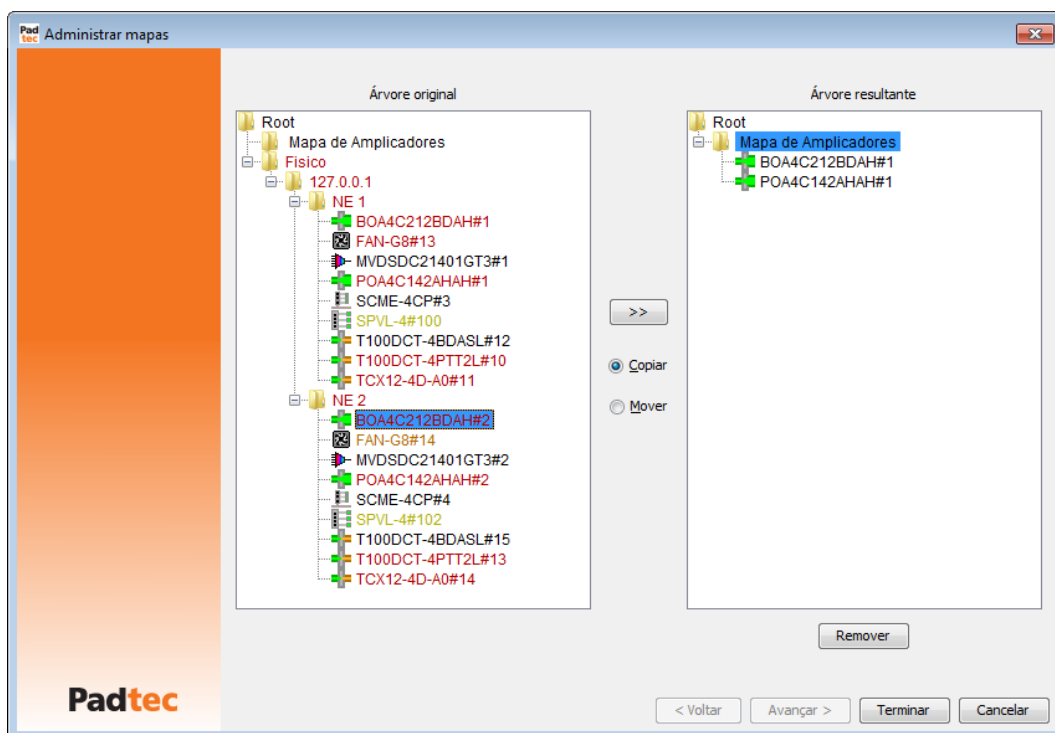 Pad
tec
Administrar mapas
Árvore original
Root
Mapa de Amplicadores
Fisico
127.0.0.1
NE 1
BOA4C212BDAH#1
FAN-G8#13
MVDSDC21401GT3#1
POA4C142AHAH#1
SCME-4CP#3
SPVL-4#100
T100DCT-4BDASL#12
T100DCT-4PTT2L#10
TCX12-4D-A0#11
NE 2
BOA4C212BDAH#2
FAN-G8#14
MVDSDC21401GT3#2
POA4C142AHAH#2
SCME-4CP#4
SPVL-4#102
T100DCT-4BDASL#15
T100DCT-4PTT2L#13
TCX12-4D-A0#14
>>
Copiar
Mover
Árvore resultante
Root
Mapa de Amplicadores
BOA4C212BDAH#1
POA4C142AHAH#1
Remover
Padtec
< Voltar
Avançar >
Terminar
Cancelar